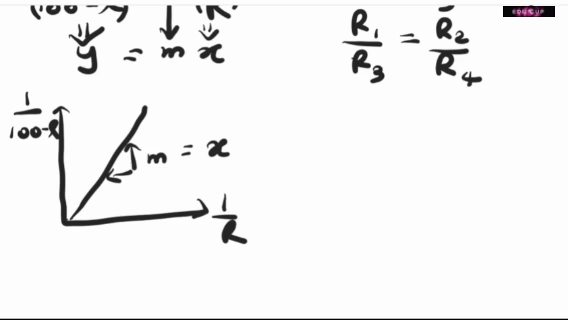 y = m x
R1/R3 = R2/R4
1/100-R
m = x
1/R